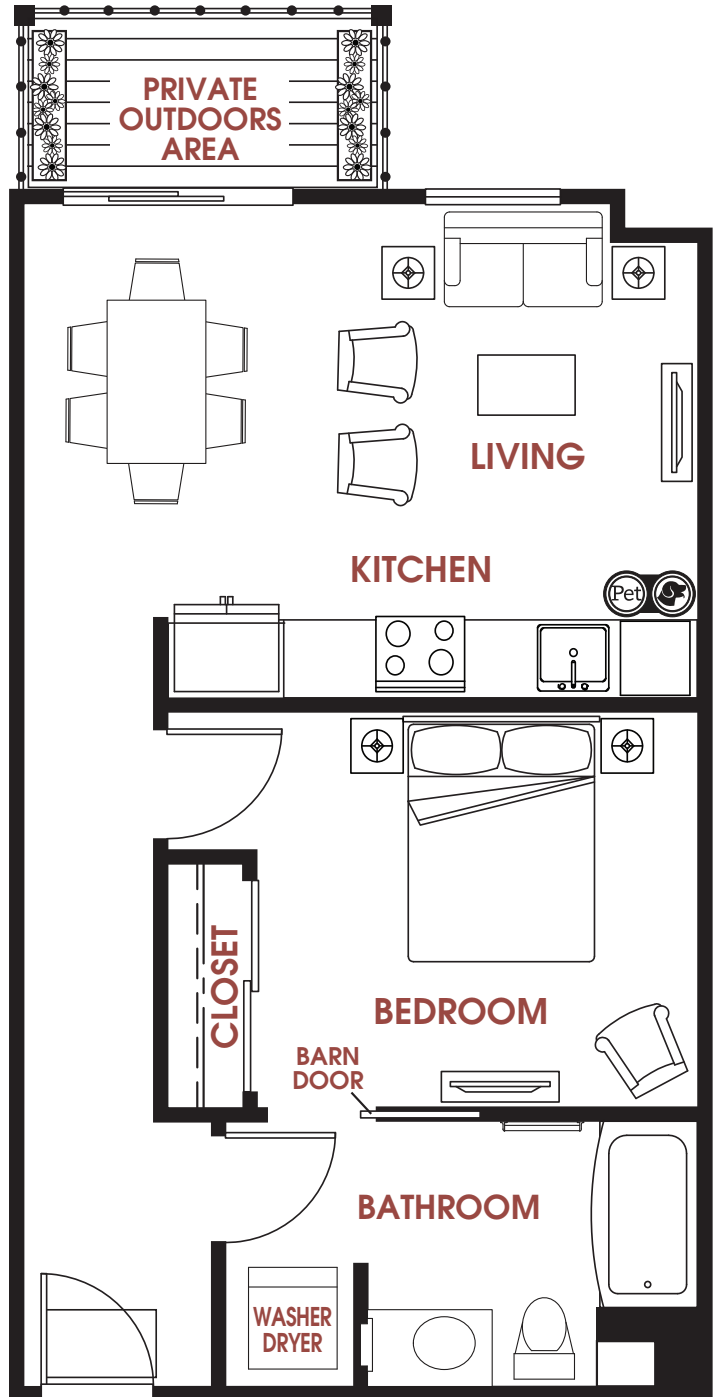 PRIVATE
OUTDOORS
AREA
LIVING
KITCHEN
Pet
CLOSET
BEDROOM
BARN
DOOR
BATHROOM
WASHER
DRYER